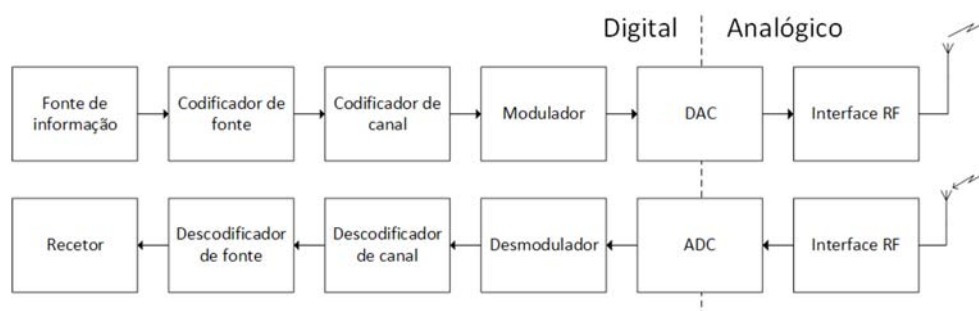 Digital
Analógico
Fonte de
informação
Codificador de
fonte
Codificador de
canal
Modulador
DAC
Interface RF
Recetor
Descodificador
de fonte
Descodificador
de canal
Desmodulador
ADC
Interface RF